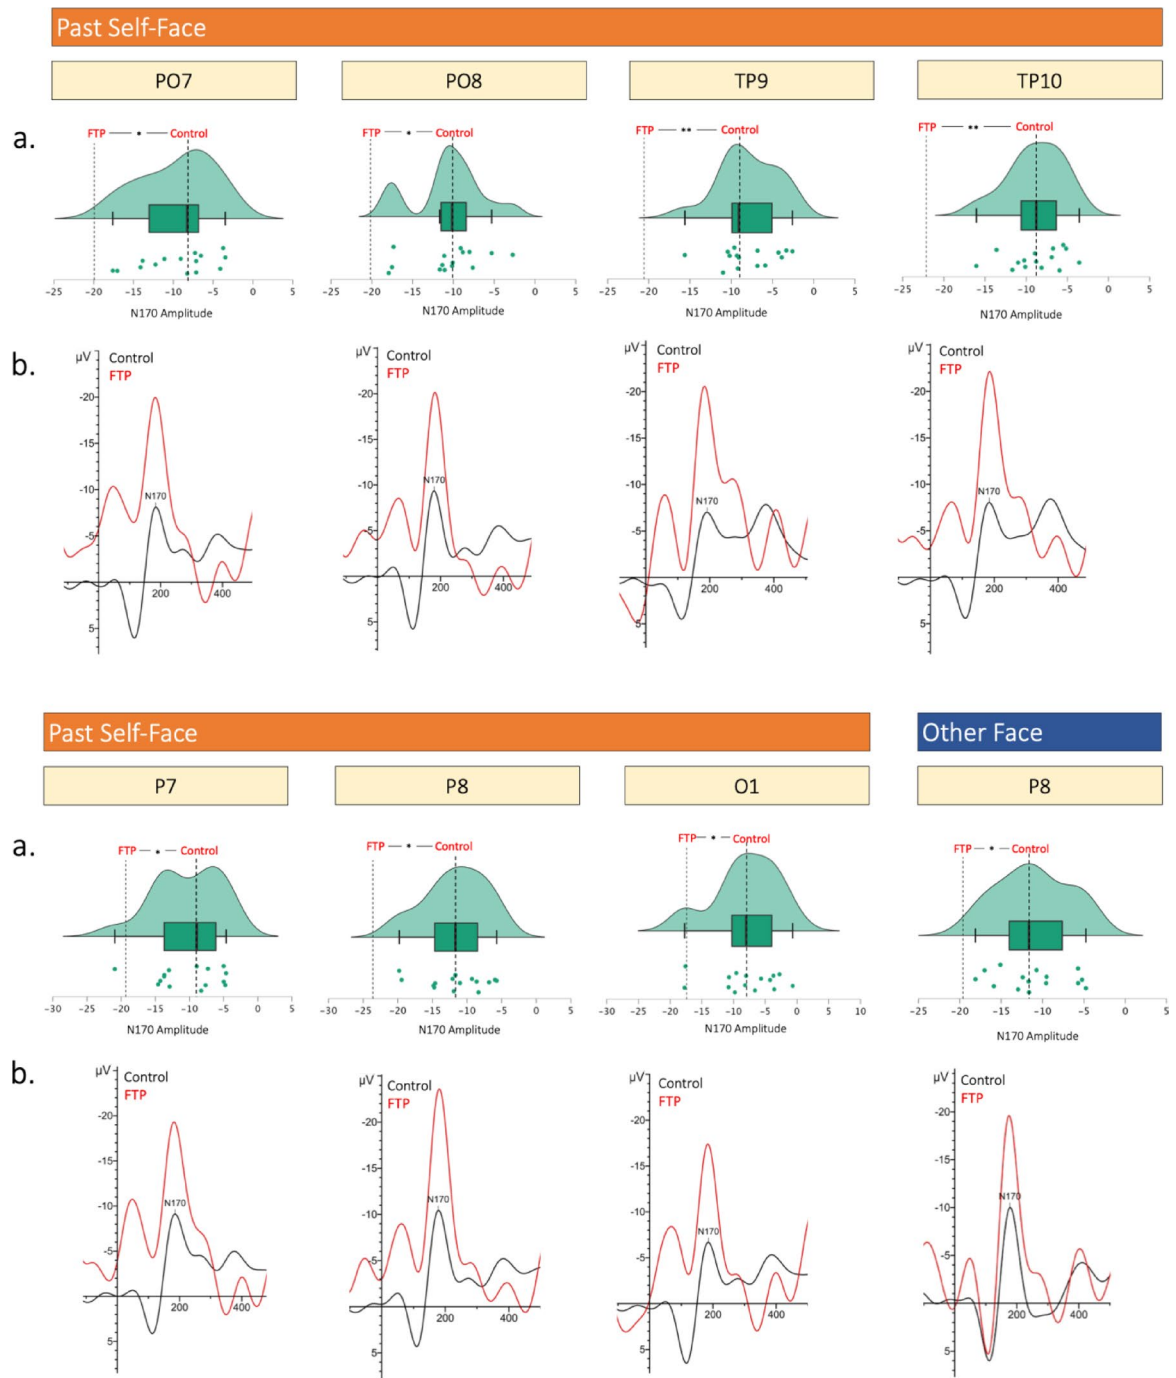 Past Self-Face
PO7 PO8 TP9 TP10
a.
FTP * Control FTP * Control FTP ** Control FTP ** Control
−25 −20 −15 −10 −5 0 5 −25 −20 −15 −10 −5 0 5 −25 −20 −15 −10 −5 0 5 −25 −20 −15 −10 −5 0 5
N170 Amplitude N170 Amplitude N170 Amplitude N170 Amplitude
b.
µV Control µV Control µV Control µV Control
FTP FTP FTP FTP
-20 -20 -20 -20
-15 -15 -15 -15
-10 -10 -10 -10
N170 N170 N170 N170
-5 -5 -5 -5
200 400 200 400 200 400 200 400
5 5 5 5
Past Self-Face Other Face
P7 P8 O1 P8
a.
FTP * Control FTP * Control FTP * Control FTP * Control
−30 −25 −20 −15 −10 −5 0 5 −30 −25 −20 −15 −10 −5 0 5 −30 −25 −20 −15 −10 −5 0 5 10 −25 −20 −15 −10 −5 0 5
N170 Amplitude N170 Amplitude N170 Amplitude N170 Amplitude
b.
µV Control µV Control µV Control µV Control
FTP FTP FTP FTP
-20 -20 -20 -20
-15 -15 -15 -15
-10 -10 -10 -10
N170 N170 N170 N170
-5 -5 -5 -5
200 400 200 400 200 400 200 400
5 5 5 5